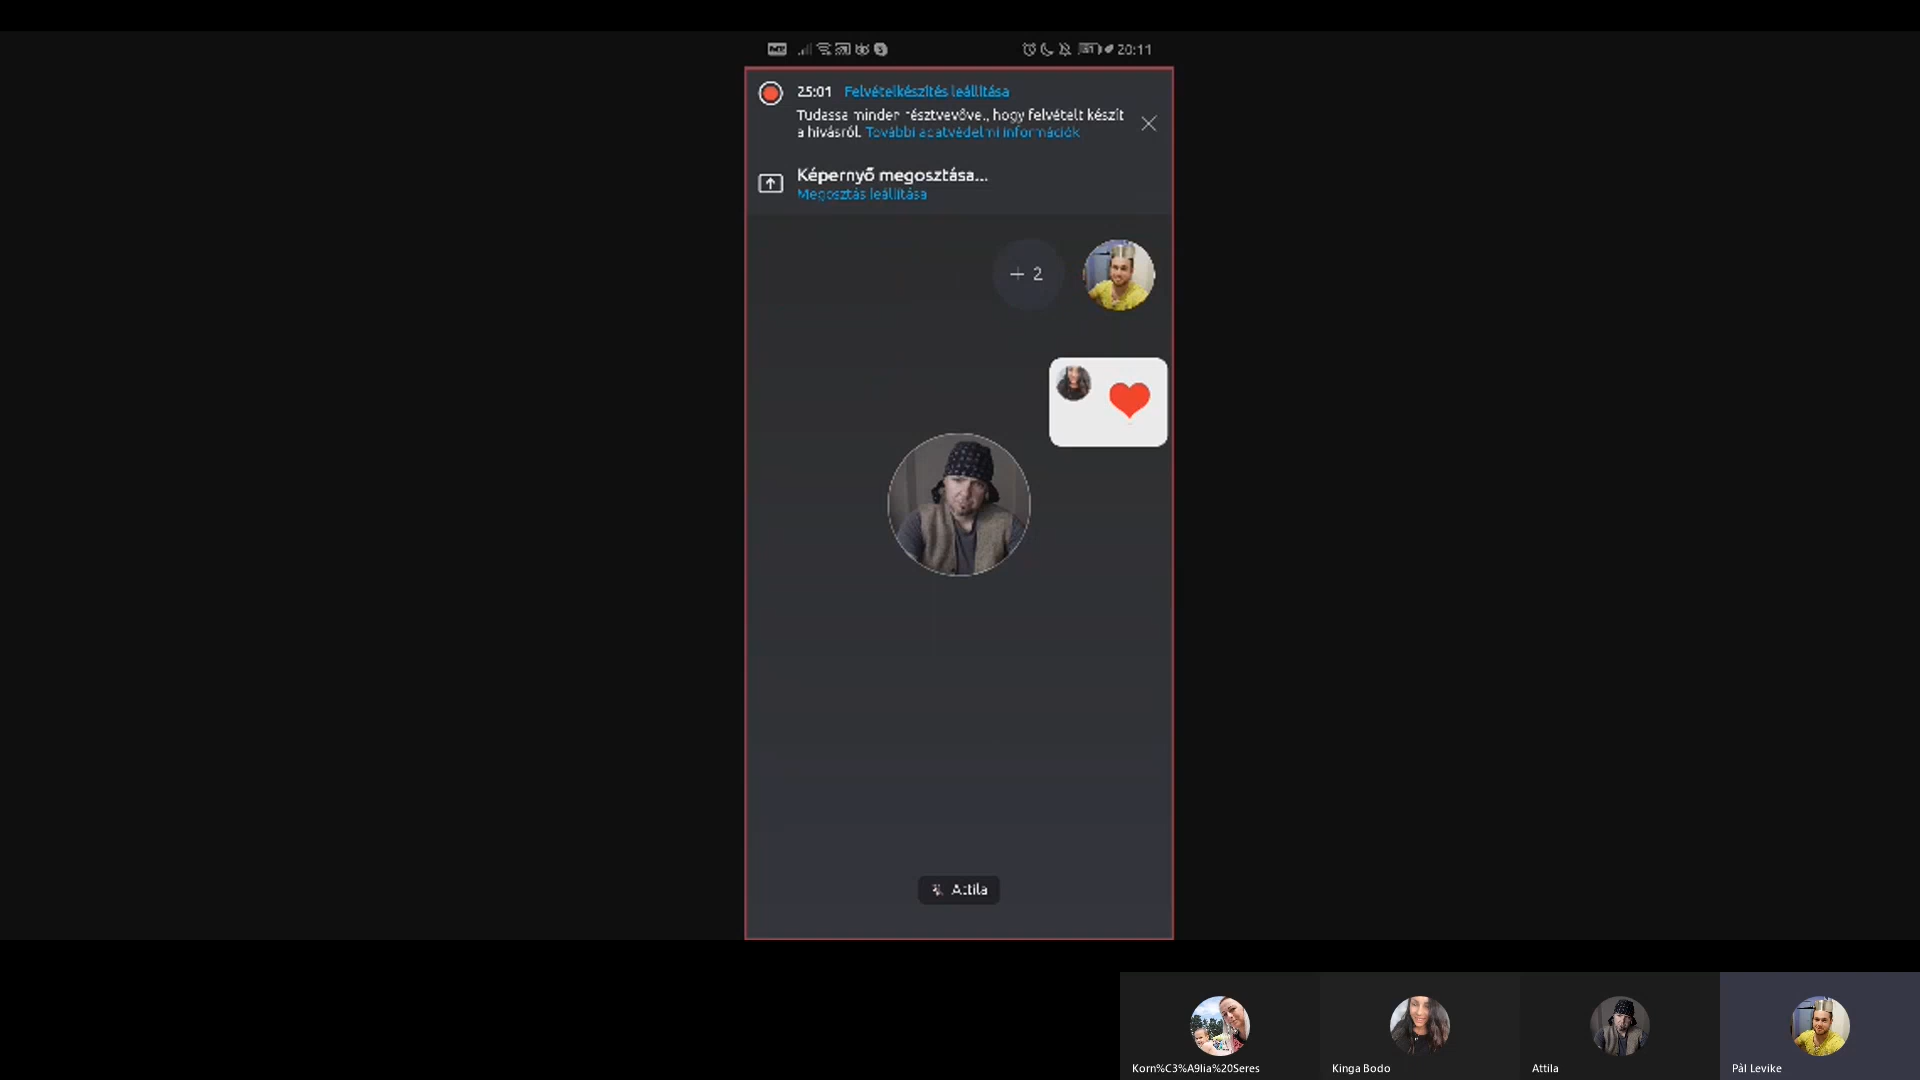 20:11
25:01 Felvételkészítés leállítása
Tudassa minden résztvevővel, hogy felvételt készít
a hívásról. További adatvédelmi információk
Képernyő megosztása...
Megosztás leállítása
+ 2
Attila
Korn%C3%A9lia%20Seres
Kinga Bodo
Attila
Pàl Levike